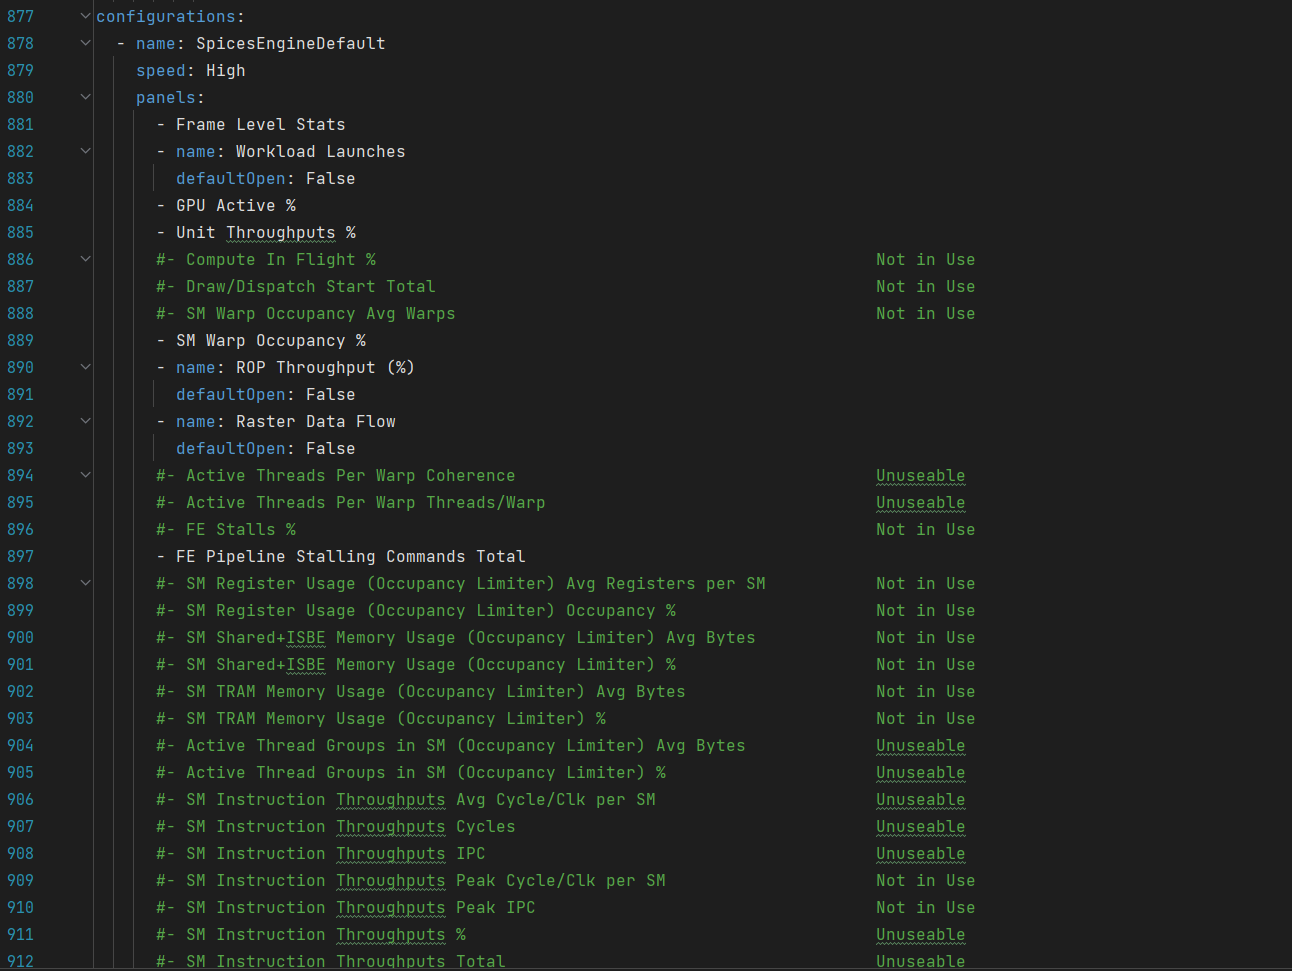 877 configurations:
878 - name: SpicesEngineDefault
879 speed: High
880 panels:
881 - Frame Level Stats
882 - name: Workload Launches
883 defaultOpen: False
884 - GPU Active %
885 - Unit Throughputs %
886 #- Compute In Flight % Not in Use
887 #- Draw/Dispatch Start Total Not in Use
888 #- SM Warp Occupancy Avg Warps Not in Use
889 - SM Warp Occupancy %
890 - name: ROP Throughput (%)
891 defaultOpen: False
892 - name: Raster Data Flow
893 defaultOpen: False
894 #- Active Threads Per Warp Coherence Unuseable
895 #- Active Threads Per Warp Threads/Warp Unuseable
896 #- FE Stalls % Not in Use
897 - FE Pipeline Stalling Commands Total
898 #- SM Register Usage (Occupancy Limiter) Avg Registers per SM Not in Use
899 #- SM Register Usage (Occupancy Limiter) Occupancy % Not in Use
900 #- SM Shared+ISBE Memory Usage (Occupancy Limiter) Avg Bytes Not in Use
901 #- SM Shared+ISBE Memory Usage (Occupancy Limiter) % Not in Use
902 #- SM TRAM Memory Usage (Occupancy Limiter) Avg Bytes Not in Use
903 #- SM TRAM Memory Usage (Occupancy Limiter) % Not in Use
904 #- Active Thread Groups in SM (Occupancy Limiter) Avg Bytes Unuseable
905 #- Active Thread Groups in SM (Occupancy Limiter) % Unuseable
906 #- SM Instruction Throughputs Avg Cycle/Clk per SM Unuseable
907 #- SM Instruction Throughputs Cycles Unuseable
908 #- SM Instruction Throughputs IPC Unuseable
909 #- SM Instruction Throughputs Peak Cycle/Clk per SM Not in Use
910 #- SM Instruction Throughputs Peak IPC Not in Use
911 #- SM Instruction Throughputs % Unuseable
912 #- SM Instruction Throughputs Total Unuseable